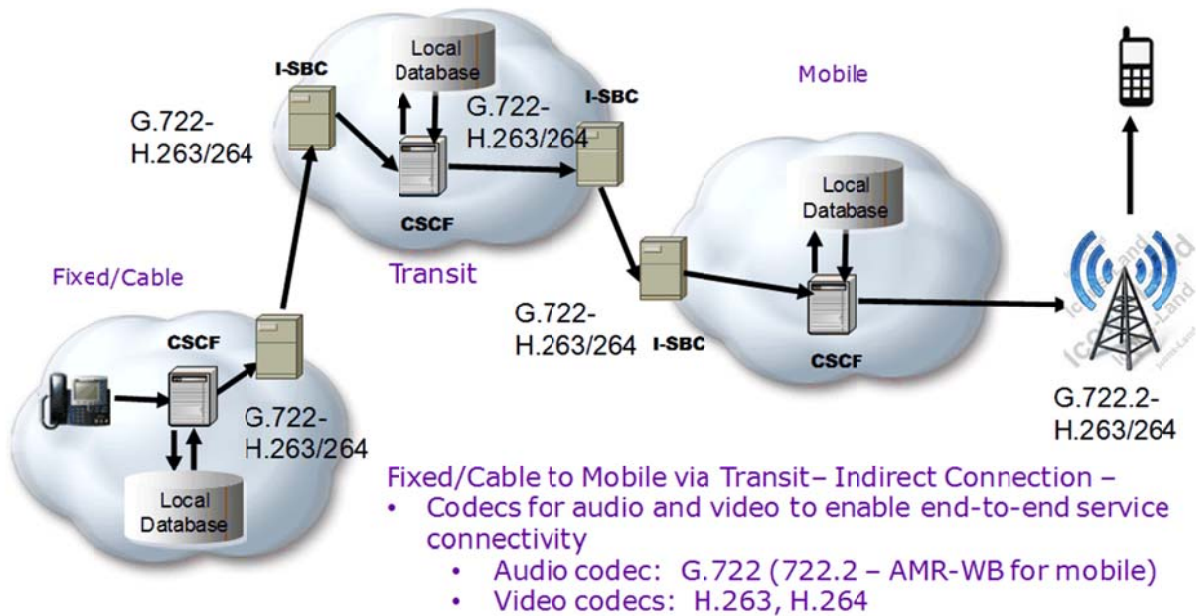 Local
Database
I-SBC
CSCF
G.722-
H.263/264
I-SBC
G.722-
H.263/264
Transit
Mobile
Local
Database
CSCF
G.722-
H.263/264
I-SBC
Fixed/Cable
CSCF
G.722-
H.263/264
Local
Database
G.722.2-
H.263/264
Fixed/Cable to Mobile via Transit– Indirect Connection –
• Codecs for audio and video to enable end-to-end service
connectivity
• Audio codec: G.722 (722.2 – AMR-WB for mobile)
• Video codecs: H.263, H.264